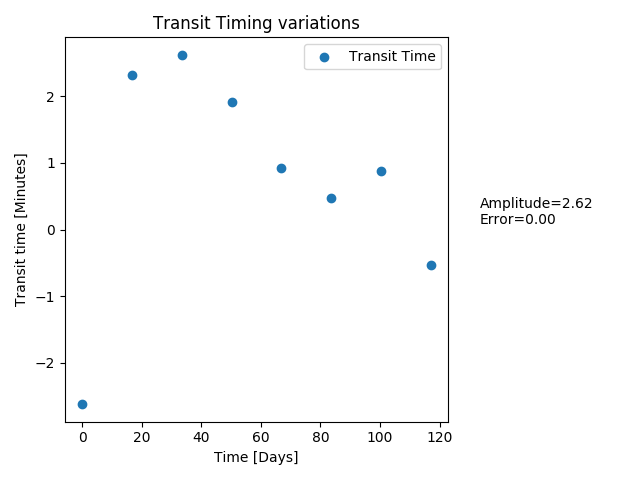 Transit Timing variations
Transit Time
Transit time [Minutes]
2
1
0
−1
−2
Amplitude=2.62
Error=0.00
0 20 40 60 80 100 120
Time [Days]